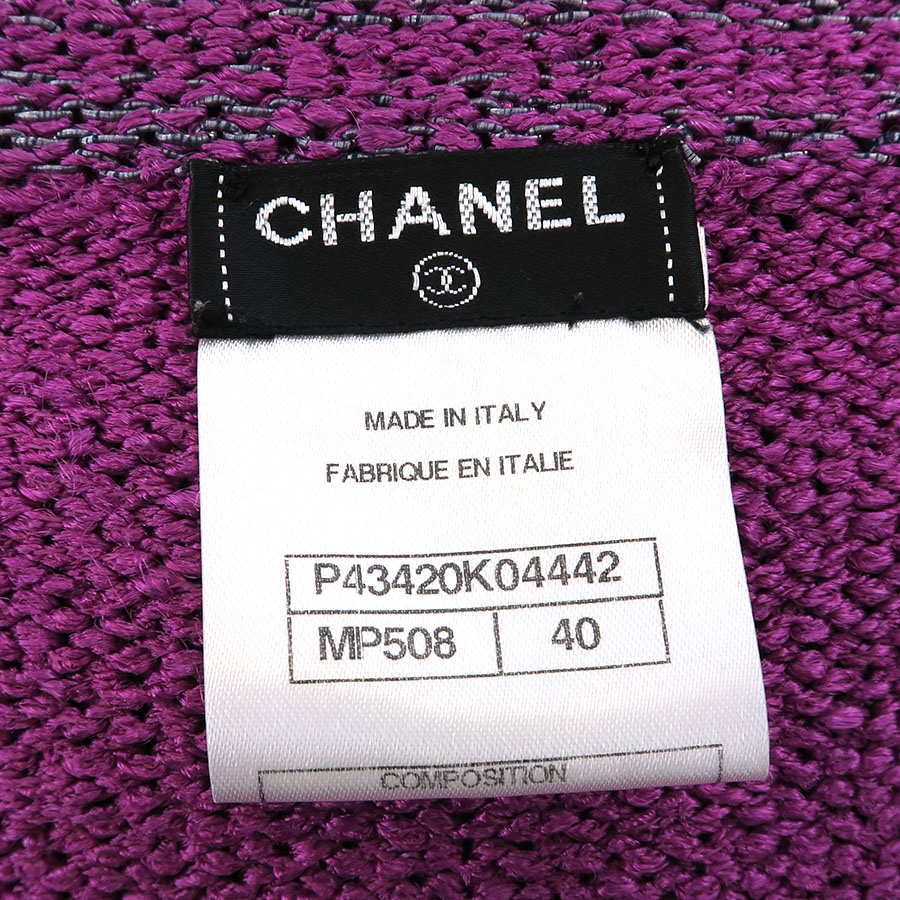 CHANEL
MADE IN ITALY
FABRIQUE EN ITALIE
P43420K04442
MP508 40
COMPOSITION